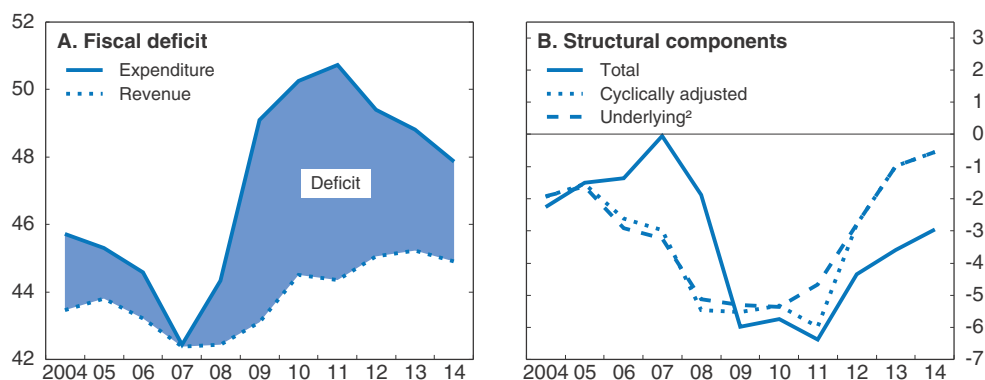 A. Fiscal deficit
Expenditure
Revenue
Deficit
52
50
48
46
44
42
2004 05 06 07 08 09 10 11 12 13 14
B. Structural components
Total
Cyclically adjusted
Underlying²
3
2
1
0
-1
-2
-3
-4
-5
-6
-7
2004 05 06 07 08 09 10 11 12 13 14